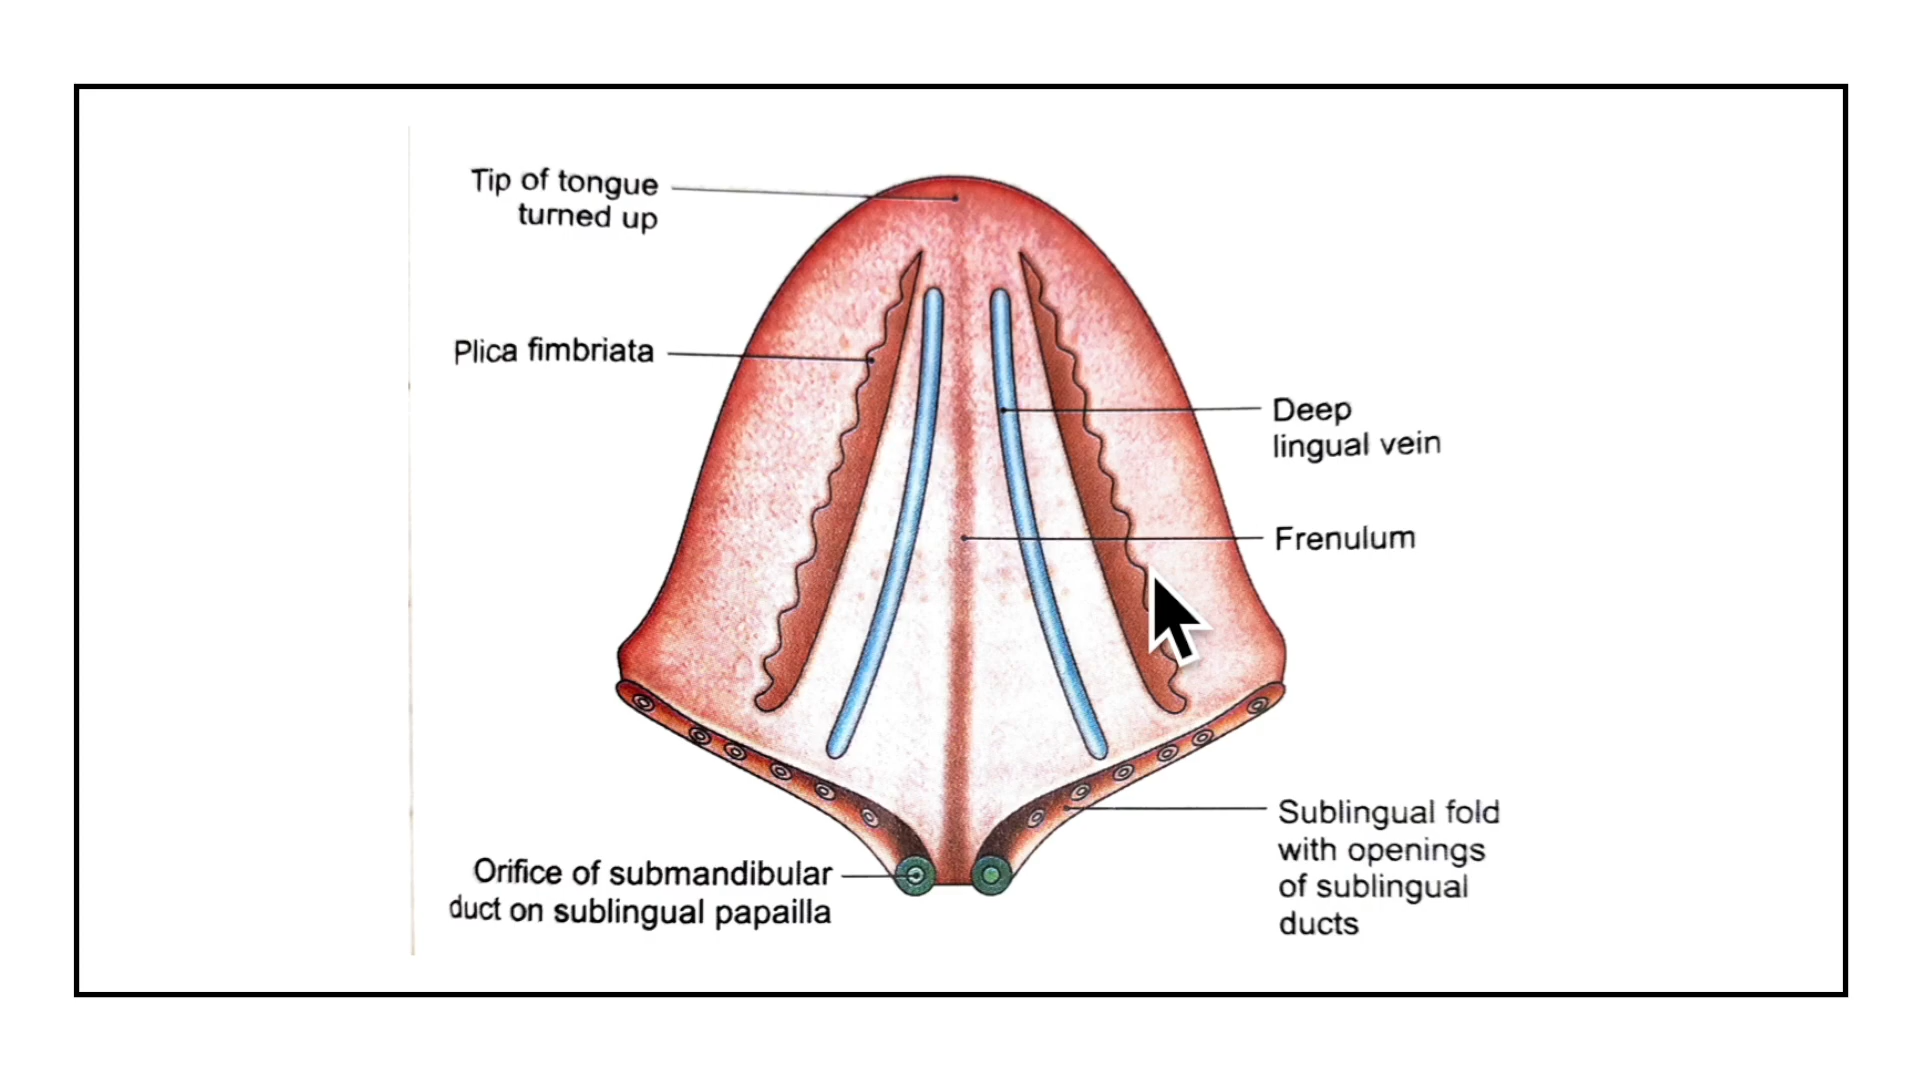 Tip of tongue
turned up
Plica fimbriata
Deep
lingual vein
Frenulum
Orifice of submandibular
duct on sublingual papailla
Sublingual fold
with openings
of sublingual
ducts